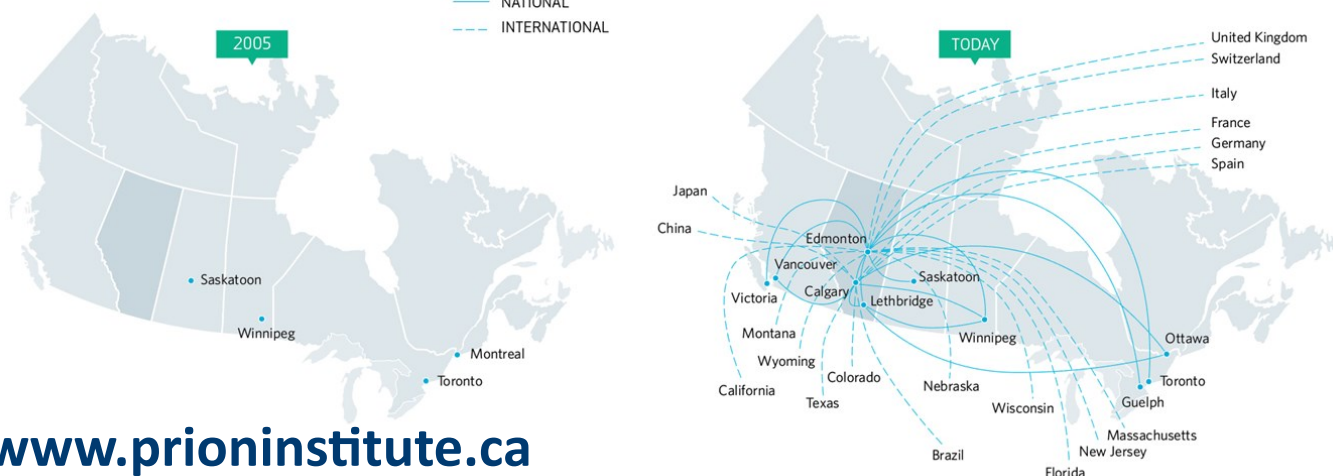 NATIONAL
INTERNATIONAL
2005
Saskatoon
Winnipeg
Montreal
Toronto
www.prioninstitute.ca
TODAY
United Kingdom
Switzerland
Italy
France
Germany
Spain
Japan
China
Edmonton
Vancouver
Saskatoon
Calgary
Victoria
Lethbridge
Montana
Winnipeg
Ottawa
Wyoming
Colorado
Toronto
California
Nebraska
Texas
Guelph
Wisconsin
Massachusetts
New Jersey
Brazil
Florida